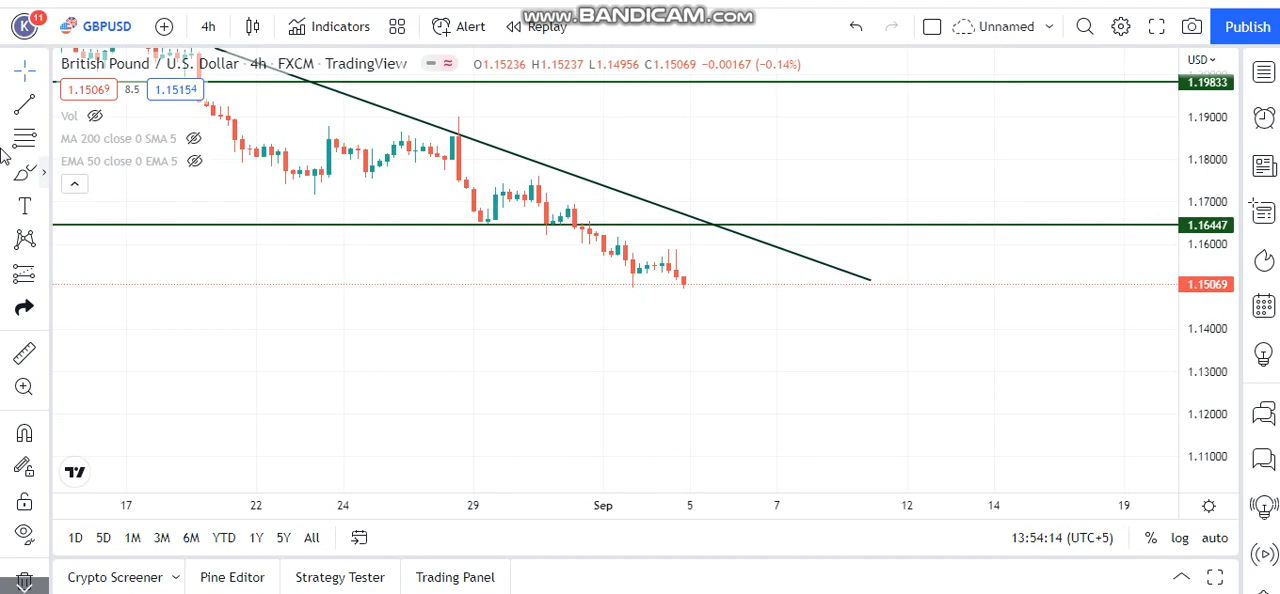 www.BANDICAM.com
K 11 GBPUSD 4h Indicators Alert Replay Unnamed Publish
British Pound / U.S. Dollar · 4h · FXCM · TradingView O1.15236 H1.15237 L1.14956 C1.15069 -0.00167 (-0.14%) USD
1.15069 8.5 1.15154
Vol
MA 200 close 0 SMA 5
EMA 50 close 0 EMA 5
1.19833
1.19000
1.18000
1.17000
1.16447
1.16000
1.15069
1.14000
1.13000
1.12000
1.11000
17 22 24 29 Sep 5 7 12 14 19
1D 5D 1M 3M 6M YTD 1Y 5Y All 13:54:14 (UTC+5) % log auto
Crypto Screener Pine Editor Strategy Tester Trading Panel